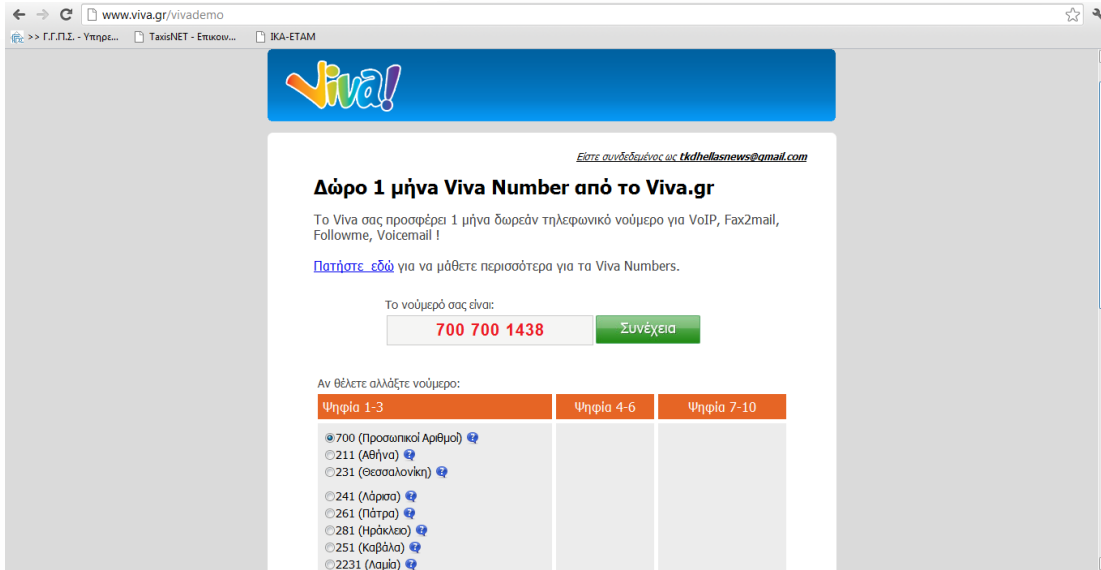 www.viva.gr/vivademo
>> Γ.Γ.Π.Σ. - Υπηρε... TaxisNET - Επικοιν... IKA-ETAM
Viva!
Είστε συνδεδεμένος ως tkdhellasnews@gmail.com
Δώρο 1 μήνα Viva Number από το Viva.gr
Το Viva σας προσφέρει 1 μήνα δωρεάν τηλεφωνικό νούμερο για VoIP, Fax2mail,
Followme, Voicemail !
Πατήστε εδώ για να μάθετε περισσότερα για τα Viva Numbers.
Το νούμερό σας είναι:
700 700 1438 Συνέχεια
Αν θέλετε αλλάξτε νούμερο:
Ψηφία 1-3 Ψηφία 4-6 Ψηφία 7-10
700 (Προσωπικοί Αριθμοί) ?
211 (Αθήνα) ?
231 (Θεσσαλονίκη) ?
241 (Λάρισα) ?
261 (Πάτρα) ?
281 (Ηράκλειο) ?
251 (Καβάλα) ?
2231 (Λαμία) ?